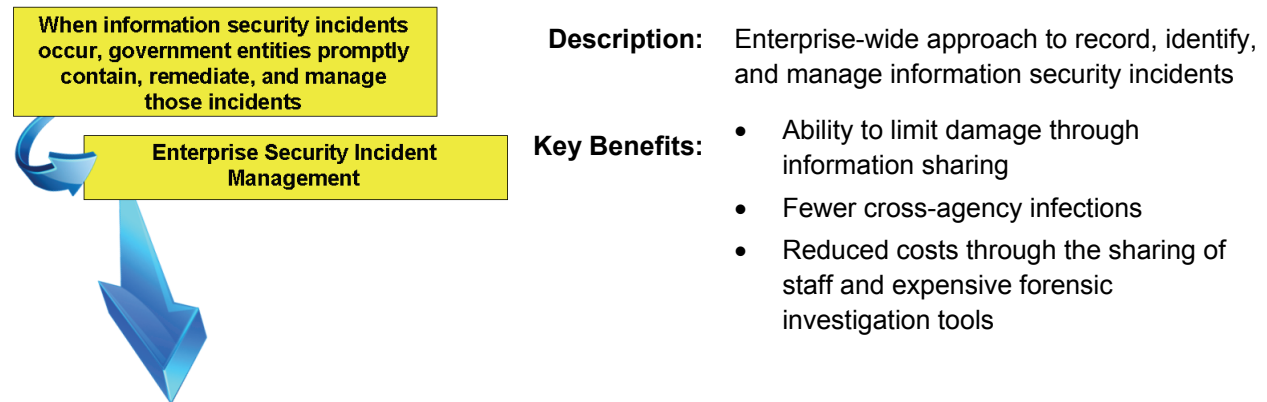 When information security incidents
occur, government entities promptly
contain, remediate, and manage
those incidents
Enterprise Security Incident
Management
Description: Enterprise-wide approach to record, identify,
and manage information security incidents
Key Benefits:
• Ability to limit damage through
information sharing
• Fewer cross-agency infections
• Reduced costs through the sharing of
staff and expensive forensic
investigation tools